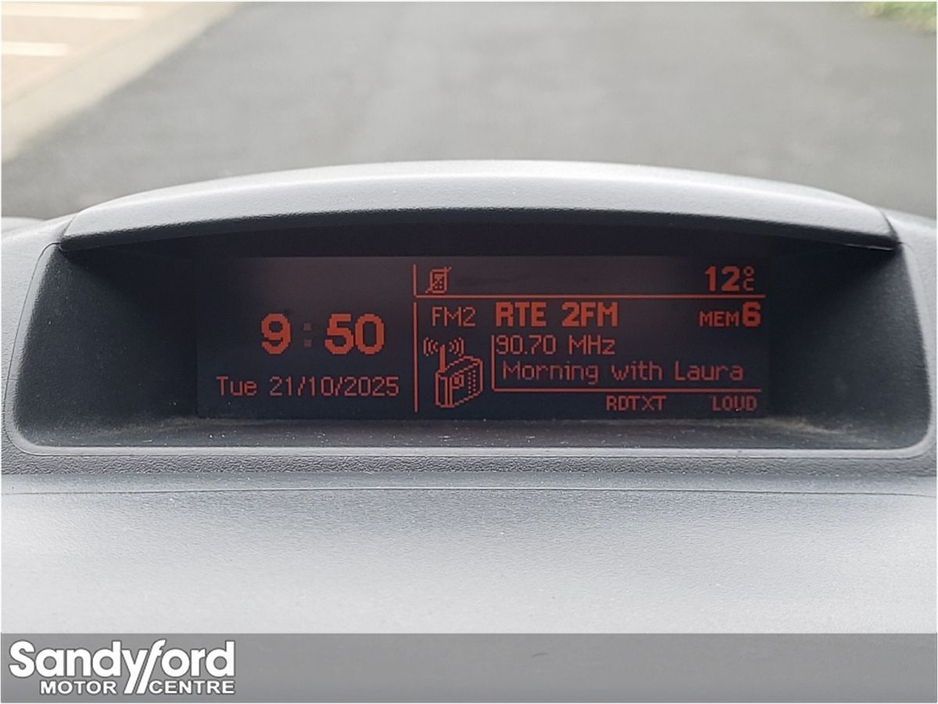 12°C
9:50
FM2 RTE 2FM MEM6
90.70 MHz
Morning with Laura
Tue 21/10/2025
RDTXT LOUD
Sandyford
MOTOR CENTRE